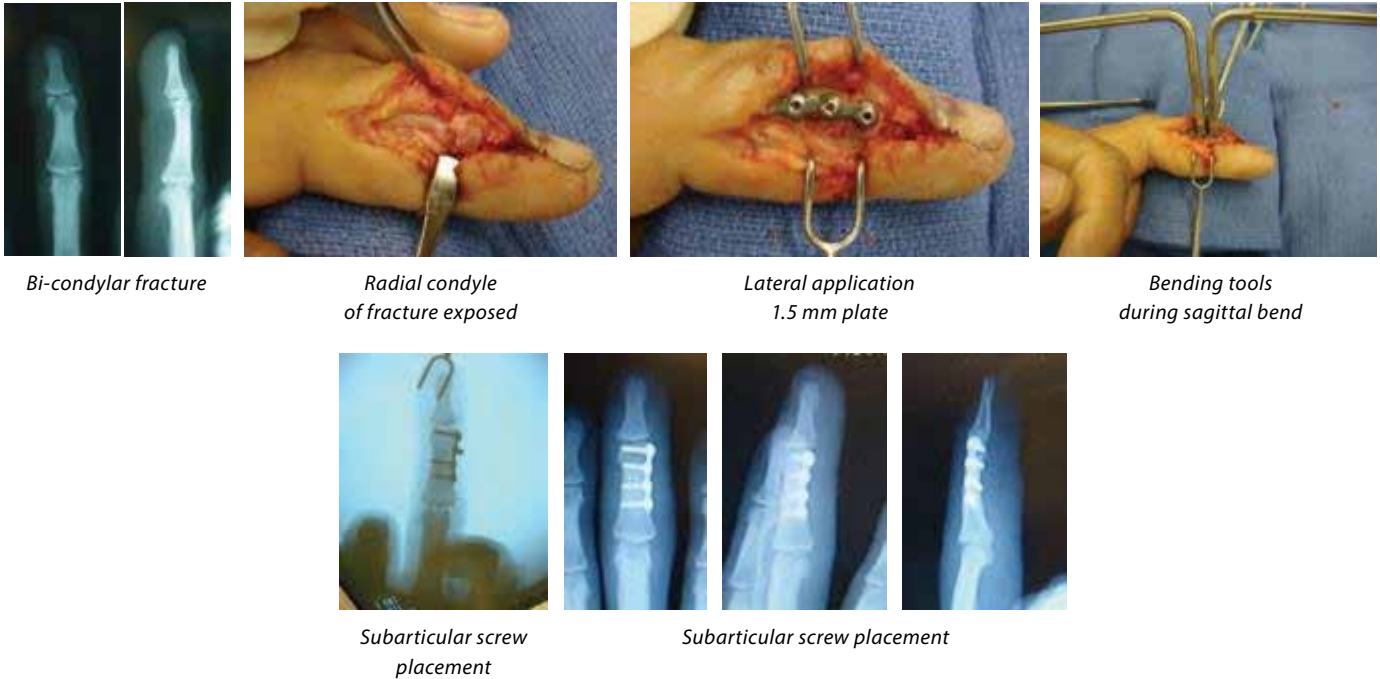 Bi-condylar fracture
Radial condyle
of fracture exposed
Lateral application
1.5 mm plate
Bending tools
during sagittal bend
Subarticular screw
placement
Subarticular screw placement